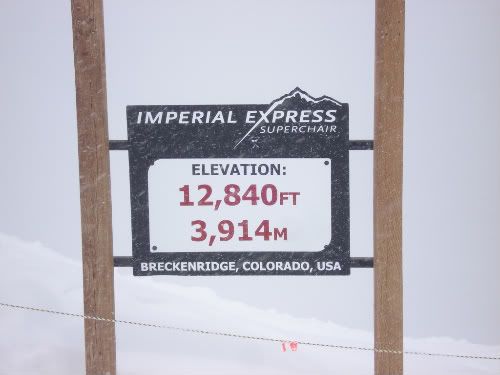 IMPERIAL EXPRESS
SUPERCHAIR
ELEVATION:
12,840FT
3,914M
BRECKENRIDGE, COLORADO, USA